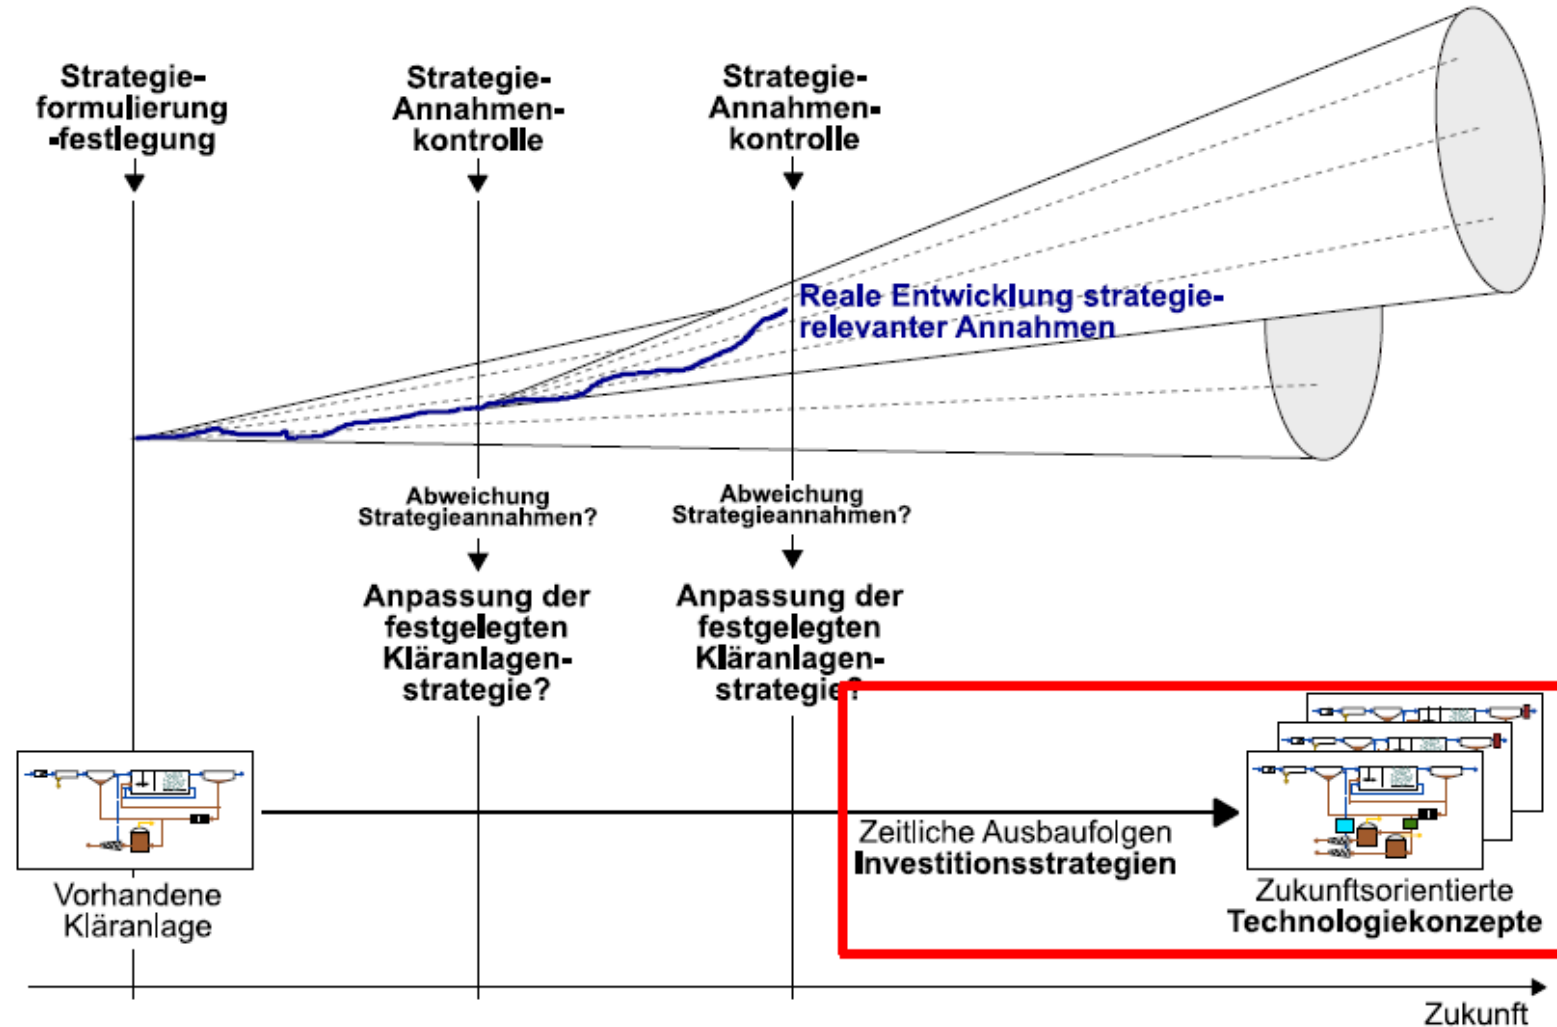 Strategie-
formulierung
-festlegung
Strategie-
Annahmen-
kontrolle
Strategie-
Annahmen-
kontrolle
Reale Entwicklung strategie-
relevanter Annahmen
Abweichung
Strategieannahmen?
Abweichung
Strategieannahmen?
Anpassung der
festgelegten
Kläranlagen-
strategie?
Anpassung der
festgelegten
Kläranlagen-
strategie?
Vorhandene
Kläranlage
Zeitliche Ausbaufolgen
Investitionsstrategien
Zukunftsorientierte
Technologiekonzepte
Zukunft